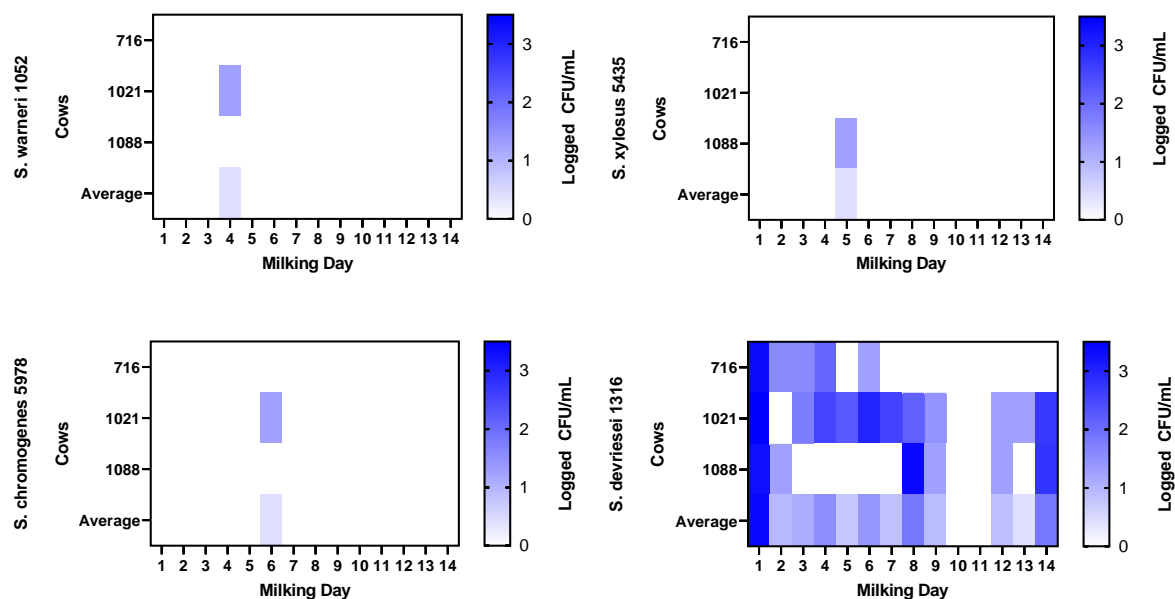 S. warneri 1052
Cows
716
1021
1088
Average
1 2 3 4 5 6 7 8 9 10 11 12 13 14
Milking Day
3
2
1
0
Logged CFU/mL
S. xylosus 5435
Cows
716
1021
1088
Average
1 2 3 4 5 6 7 8 9 10 11 12 13 14
Milking Day
3
2
1
0
Logged CFU/mL
S. chromogenes 5978
Cows
716
1021
1088
Average
1 2 3 4 5 6 7 8 9 10 11 12 13 14
Milking Day
3
2
1
0
Logged CFU/mL
S. devriesei 1316
Cows
716
1021
1088
Average
1 2 3 4 5 6 7 8 9 10 11 12 13 14
Milking Day
3
2
1
0
Logged CFU/mL